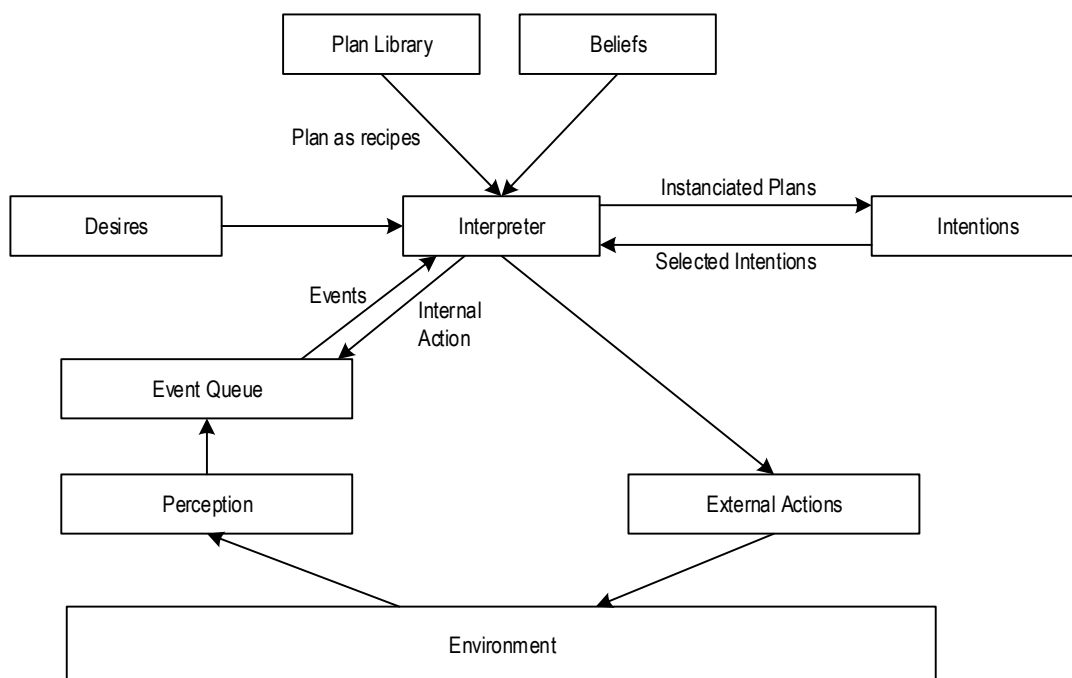 Plan Library
Beliefs
Plan as recipes
Instanciated Plans
Desires
Interpreter
Intentions
Selected Intentions
Events
Internal
Action
Event Queue
Perception
External Actions
Environment